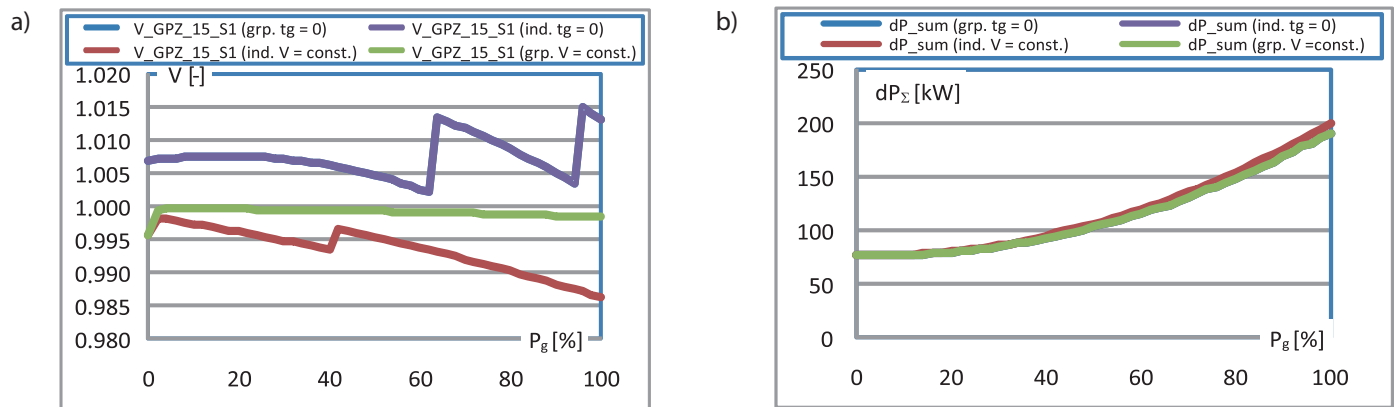 a)
V_GPZ_15_S1 (grp. tg = 0) V_GPZ_15_S1 (ind. tg = 0)
V_GPZ_15_S1 (ind. V = const.) V_GPZ_15_S1 (grp. V = const.)
V [-]
1.020
1.015
1.010
1.005
1.000
0.995
0.990
0.985
0.980
Pg [%]
0 20 40 60 80 100
b)
dP_sum (grp. tg = 0) dP_sum (ind. tg = 0)
dP_sum (ind. V = const.) dP_sum (grp. V =const.)
250
dPΣ [kW]
200
150
100
50
0
Pg [%]
0 20 40 60 80 100